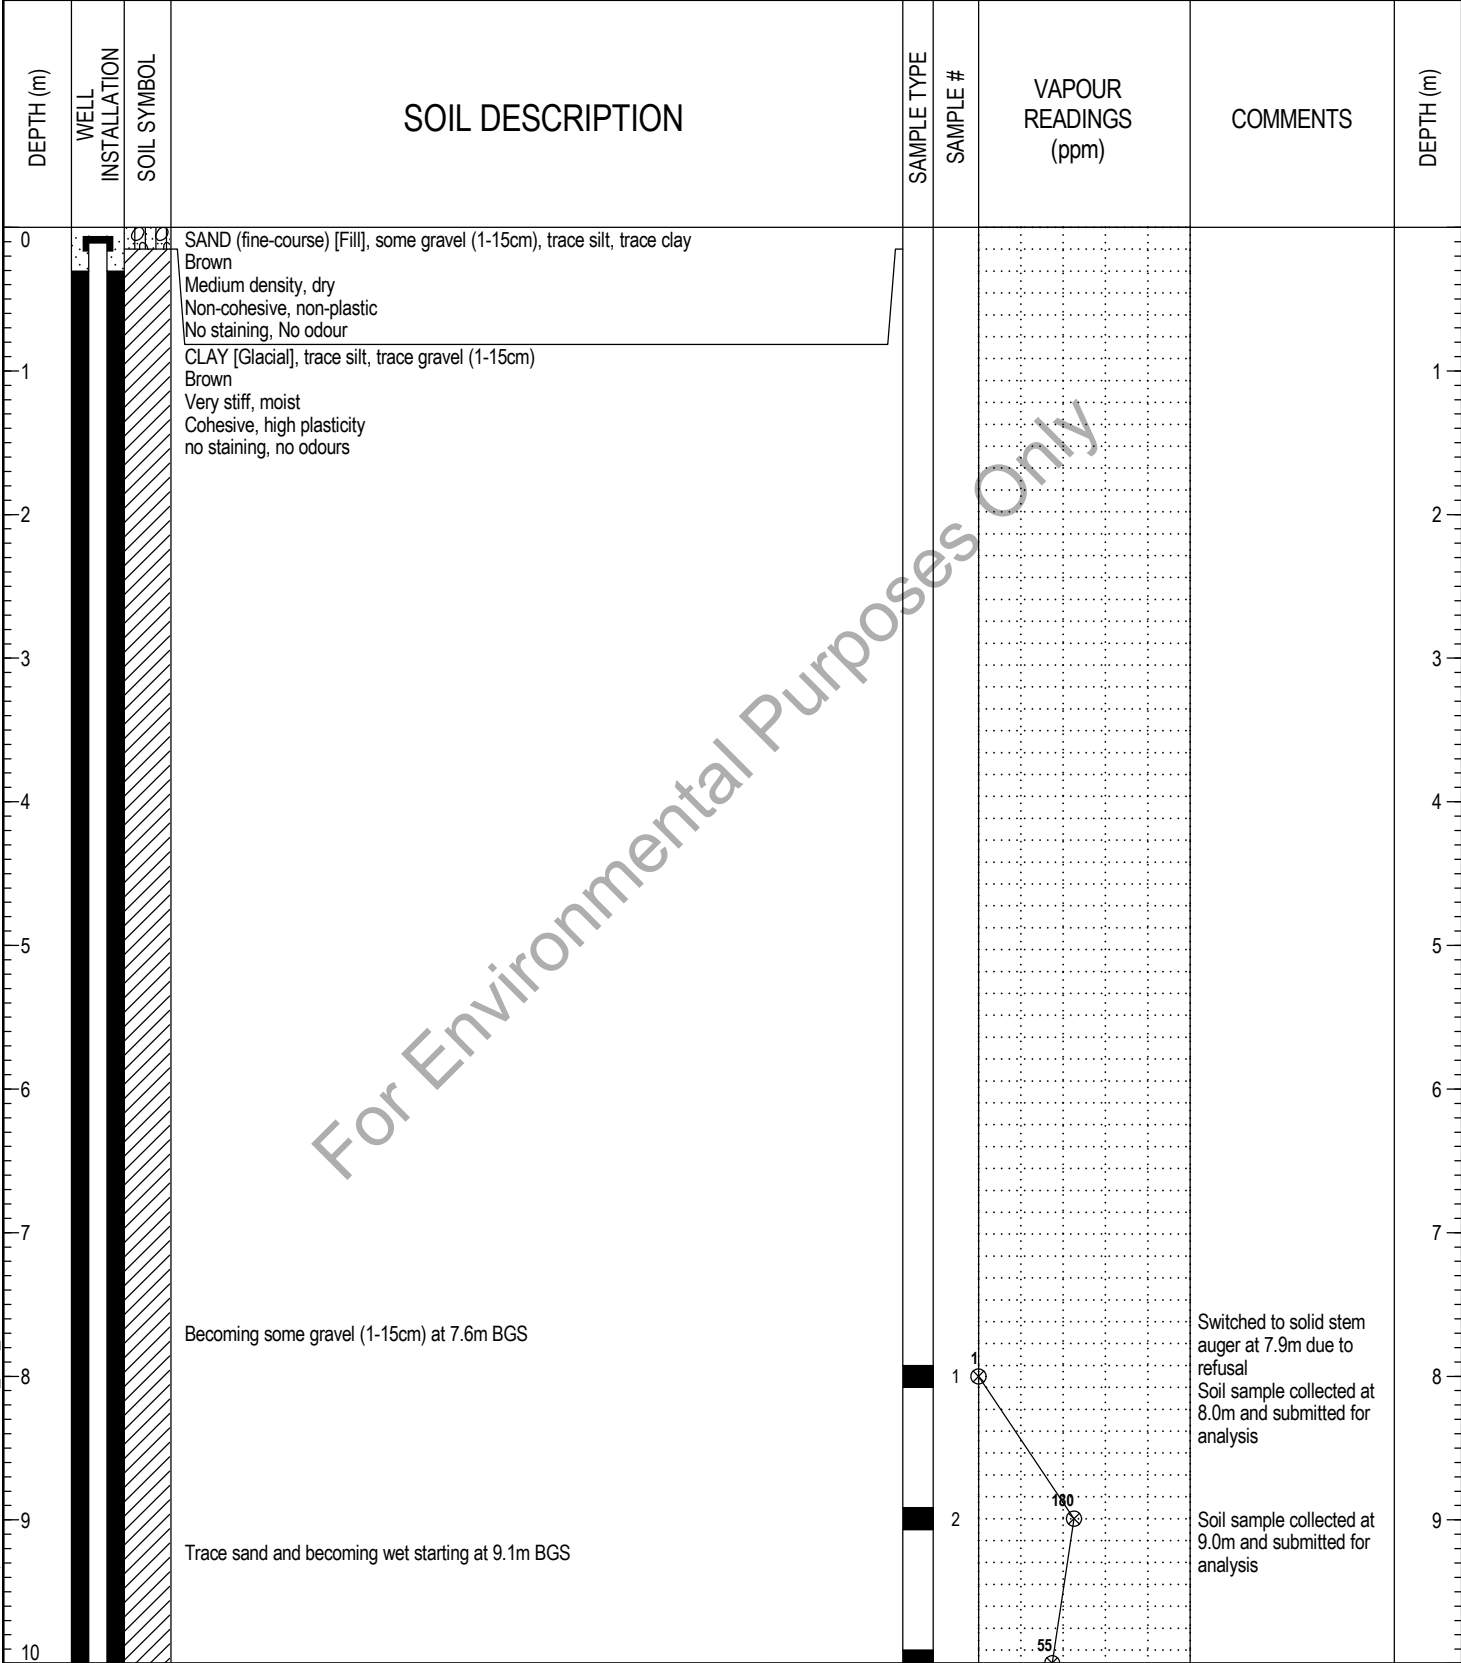 DEPTH (m)
WELL
INSTALLATION
SOIL SYMBOL
SOIL DESCRIPTION
SAMPLE TYPE
SAMPLE #
VAPOUR
READINGS
(ppm)
COMMENTS
DEPTH (m)
0
SAND (fine-course) [Fill], some gravel (1-15cm), trace silt, trace clay
Brown
Medium density, dry
Non-cohesive, non-plastic
No staining, No odour
CLAY [Glacial], trace silt, trace gravel (1-15cm)
1
1
Brown
Very stiff, moist
Cohesive, high plasticity
no staining, no odours
2
2
3
3
4
4
5
5
6
6
For Environmental Purposes Only
7
7
Becoming some gravel (1-15cm) at 7.6m BGS
Switched to solid stem
auger at 7.9m due to
refusal
8
1
1
8
Soil sample collected at
8.0m and submitted for
analysis
180
9
2
9
Soil sample collected at
9.0m and submitted for
analysis
Trace sand and becoming wet starting at 9.1m BGS
10
55